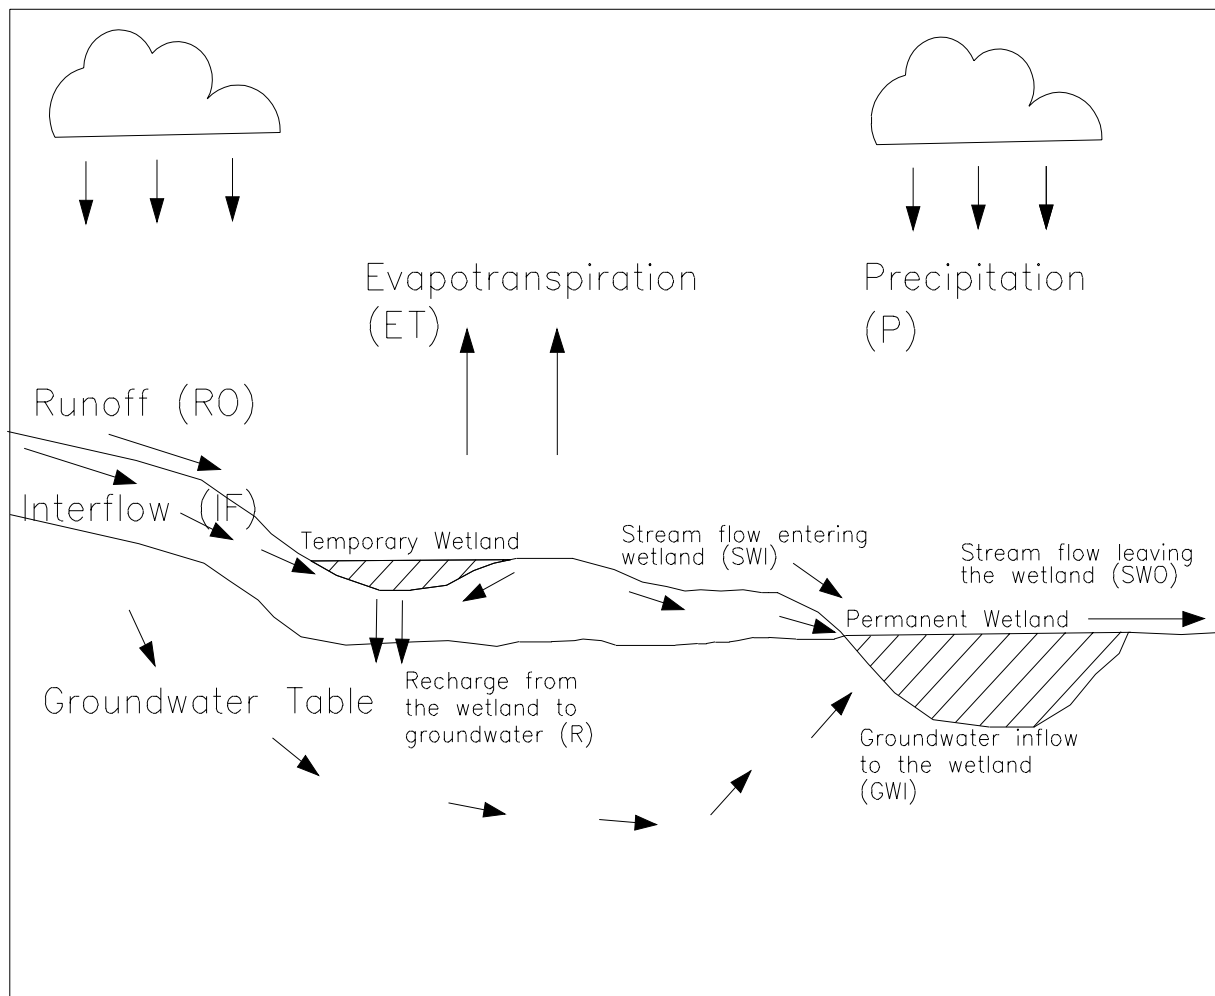 Evapotranspiration
(ET)
Precipitation
(P)
Runoff (RO)
Interflow (IF)
Temporary Wetland
Stream flow entering
wetland (SWI)
Stream flow leaving
the wetland (SWO)
Permanent Wetland
Groundwater Table
Recharge from
the wetland to
groundwater (R)
Groundwater inflow
to the wetland
(GWI)